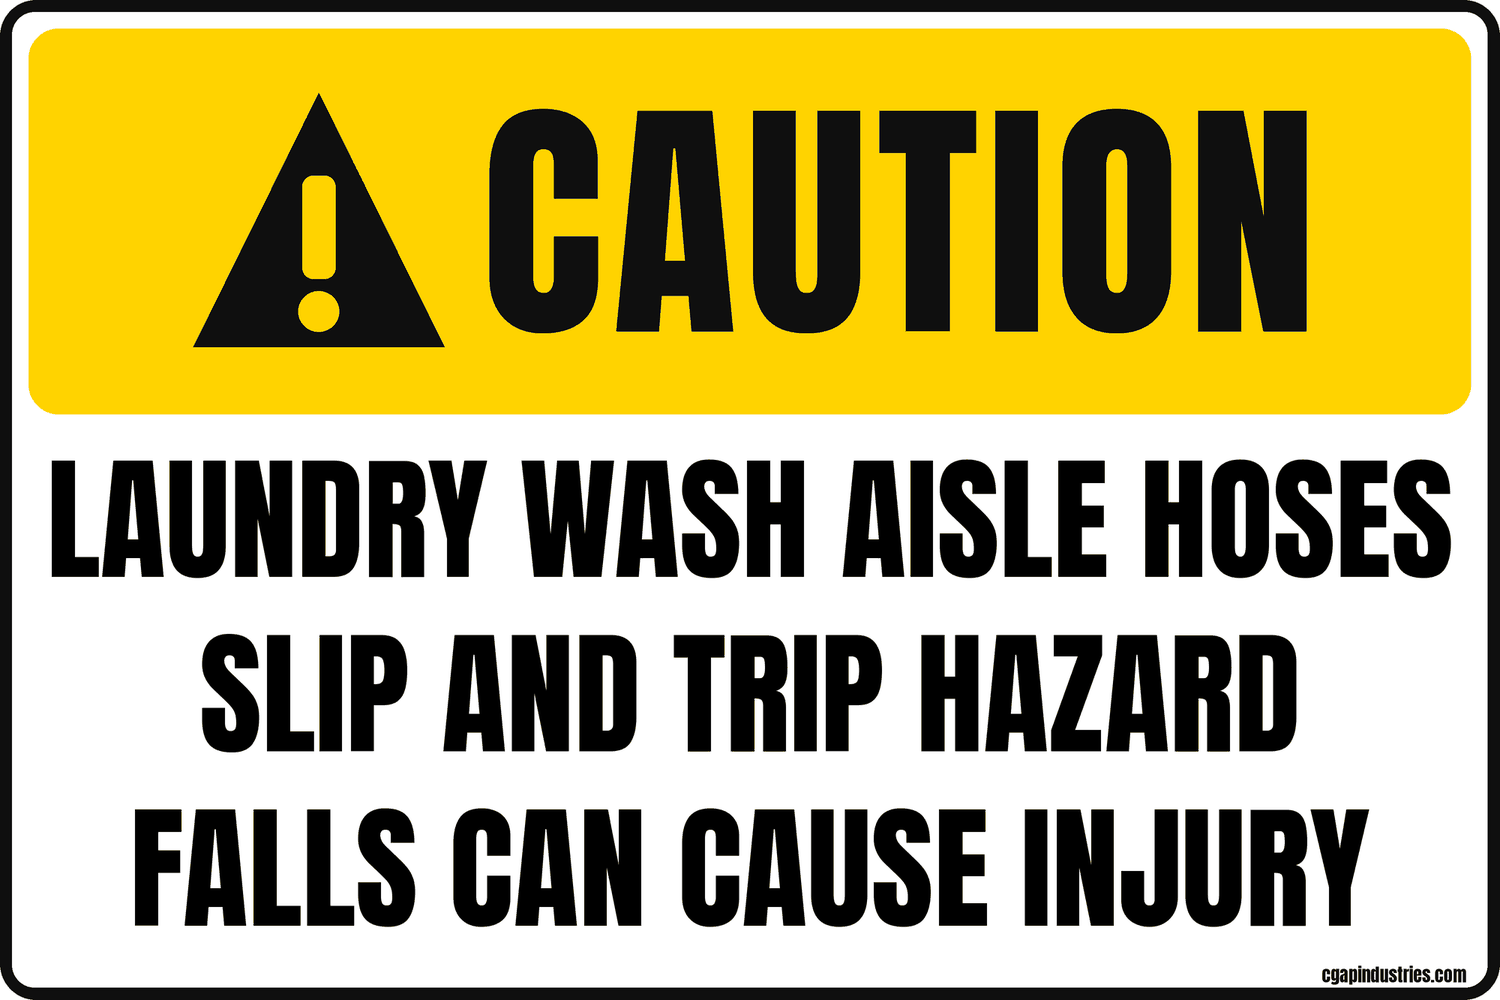 CAUTION
LAUNDRY WASH AISLE HOSES
SLIP AND TRIP HAZARD
FALLS CAN CAUSE INJURY
cgapindustries.com